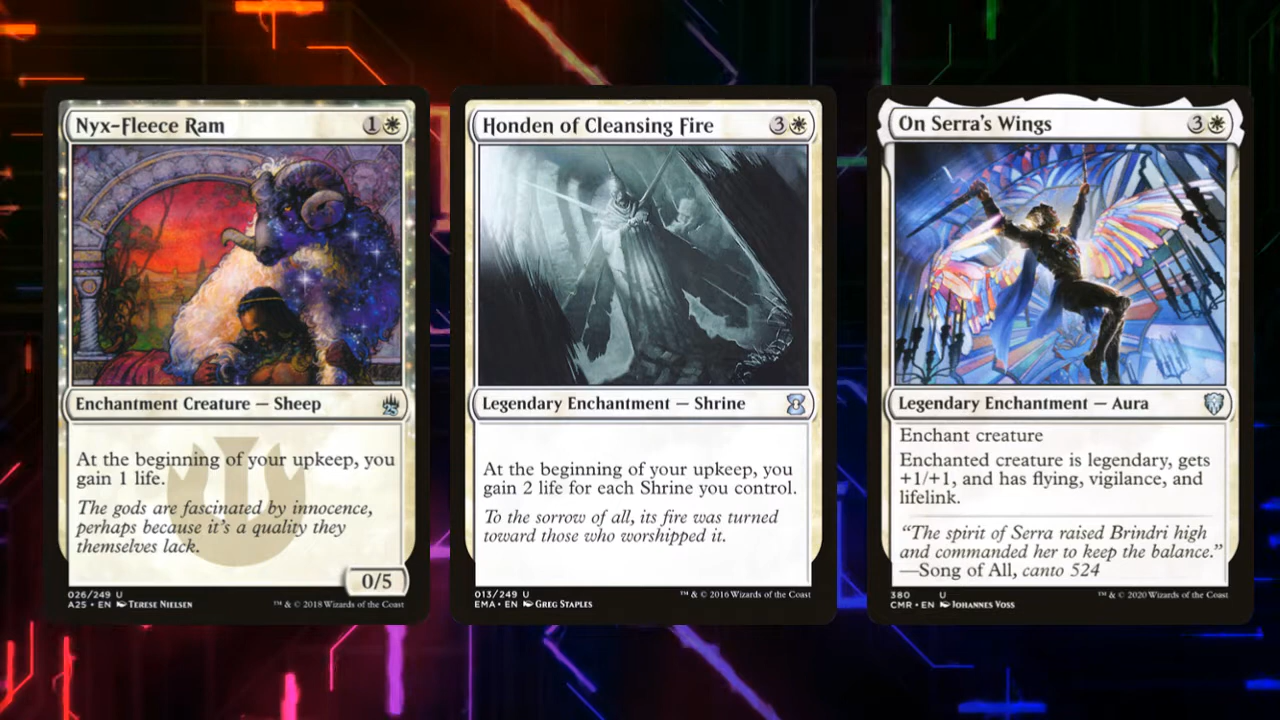 Nyx-Fleece Ram
1
Enchantment Creature — Sheep
At the beginning of your upkeep, you
gain 1 life.
The gods are fascinated by innocence,
perhaps because it's a quality they
themselves lack.
0/5
026/249 U
A25 • EN Terese Nielsen
™ & © 2018 Wizards of the Coast
Honden of Cleansing Fire
3
Legendary Enchantment — Shrine
At the beginning of your upkeep, you
gain 2 life for each Shrine you control.
To the sorrow of all, its fire was turned
toward those who worshipped it.
013/249 U
EMA • EN Greg Staples
™ & © 2016 Wizards of the Coast
On Serra's Wings
3
Legendary Enchantment — Aura
Enchant creature
Enchanted creature is legendary, gets
+1/+1, and has flying, vigilance, and
lifelink.
“The spirit of Serra raised Brindri high
and commanded her to keep the balance.”
—Song of All, canto 524
380 U
CMR • EN Johannes Voss
™ & © 2020 Wizards of the Coast